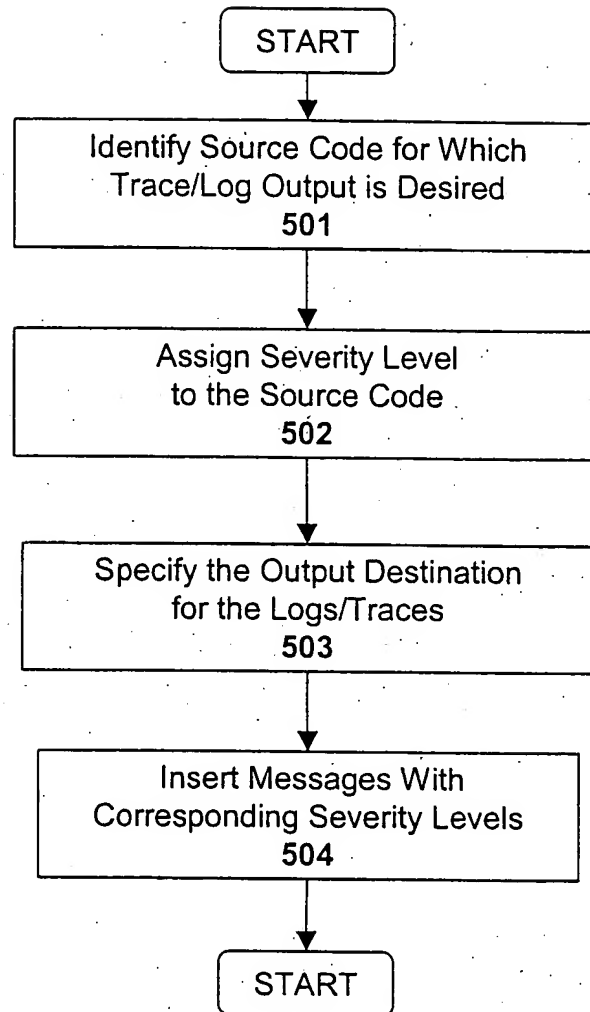 START
Identify Source Code for Which
Trace/Log Output is Desired
501
Assign Severity Level
to the Source Code
502
Specify the Output Destination
for the Logs/Traces
503
Insert Messages With
Corresponding Severity Levels
504
START